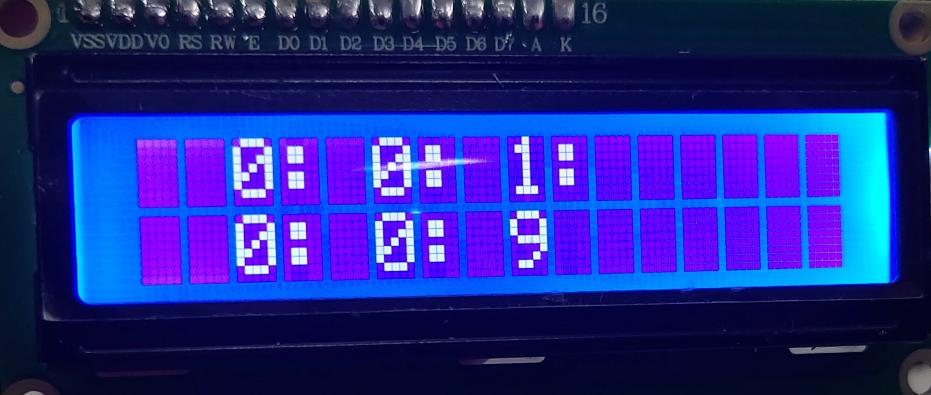 1 16
VSS VDD V0 RS RW E D0 D1 D2 D3 D4 D5 D6 D7 A K
0: 0: 1:
0: 0: 9